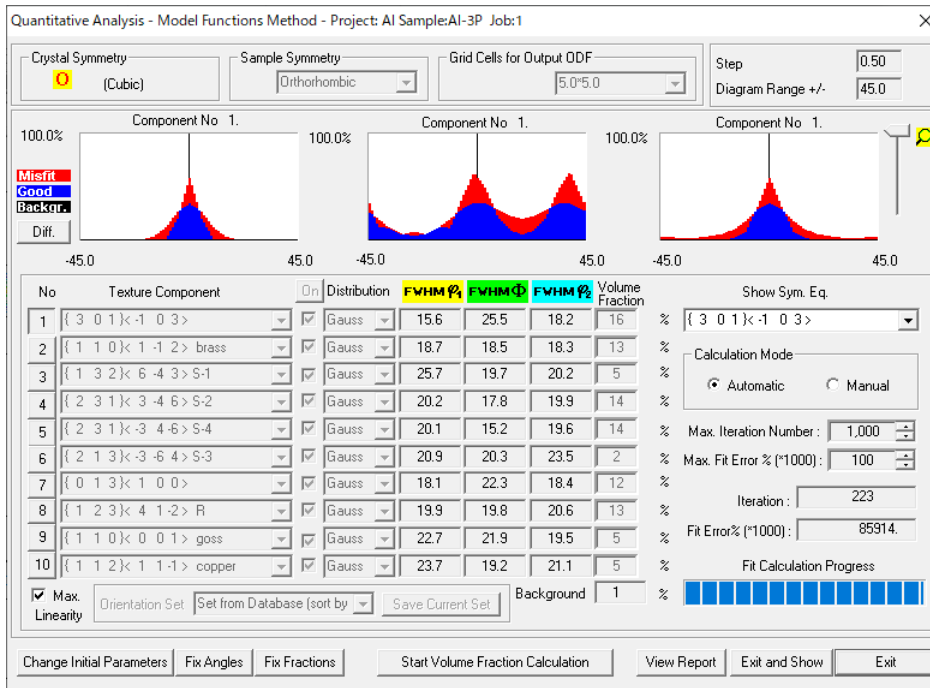 Quantitative Analysis - Model Functions Method - Project: AI Sample:AI-3P Job:1
Crystal Symmetry
O (Cubic)
Sample Symmetry
Orthorhombic
Grid Cells for Output ODF
5.0*5.0
Step 0.50
Diagram Range +/- 45.0
Component No 1. Component No 1. Component No 1.
100.0% 100.0% 100.0%
Misfit
Good
Backgr.
Diff.
-45.0 45.0 -45.0 45.0 -45.0 45.0
No Texture Component On Distribution FWHM φ1 FWHM Φ FWHM φ2 Volume Fraction
1 { 3 0 1}< -1 0 3> Gauss 15.6 25.5 18.2 16 %
2 { 1 1 0}< 1 -1 2> brass Gauss 18.7 18.5 18.3 13 %
3 { 1 3 2}< 6 -4 3> S-1 Gauss 25.7 19.7 20.2 5 %
4 { 2 3 1}< 3 -4 6> S-2 Gauss 20.2 17.8 19.9 14 %
5 { 2 3 1}< -3 4 -6> S-4 Gauss 20.1 15.2 19.6 14 %
6 { 2 1 3}< -3 -6 4> S-3 Gauss 20.9 20.3 23.5 2 %
7 { 0 1 3}< 1 0 0> Gauss 18.1 22.3 18.4 12 %
8 { 1 2 3}< 4 1 -2> R Gauss 19.9 19.8 20.6 13 %
9 { 1 1 0}< 0 0 1> goss Gauss 22.7 21.9 19.5 5 %
10 { 1 1 2}< 1 1 -1> copper Gauss 23.7 19.2 21.1 5 %
Max. Linearity
Orientation Set Set from Database (sort by Save Current Set
Background 1 %
Show Sym. Eq.
{ 3 0 1}< -1 0 3>
Calculation Mode
Automatic Manual
Max. Iteration Number : 1,000
Max. Fit Error % (*1000) : 100
Iteration : 223
Fit Error% (*1000) : 85914.
Fit Calculation Progress
Change Initial Parameters Fix Angles Fix Fractions Start Volume Fraction Calculation View Report Exit and Show Exit